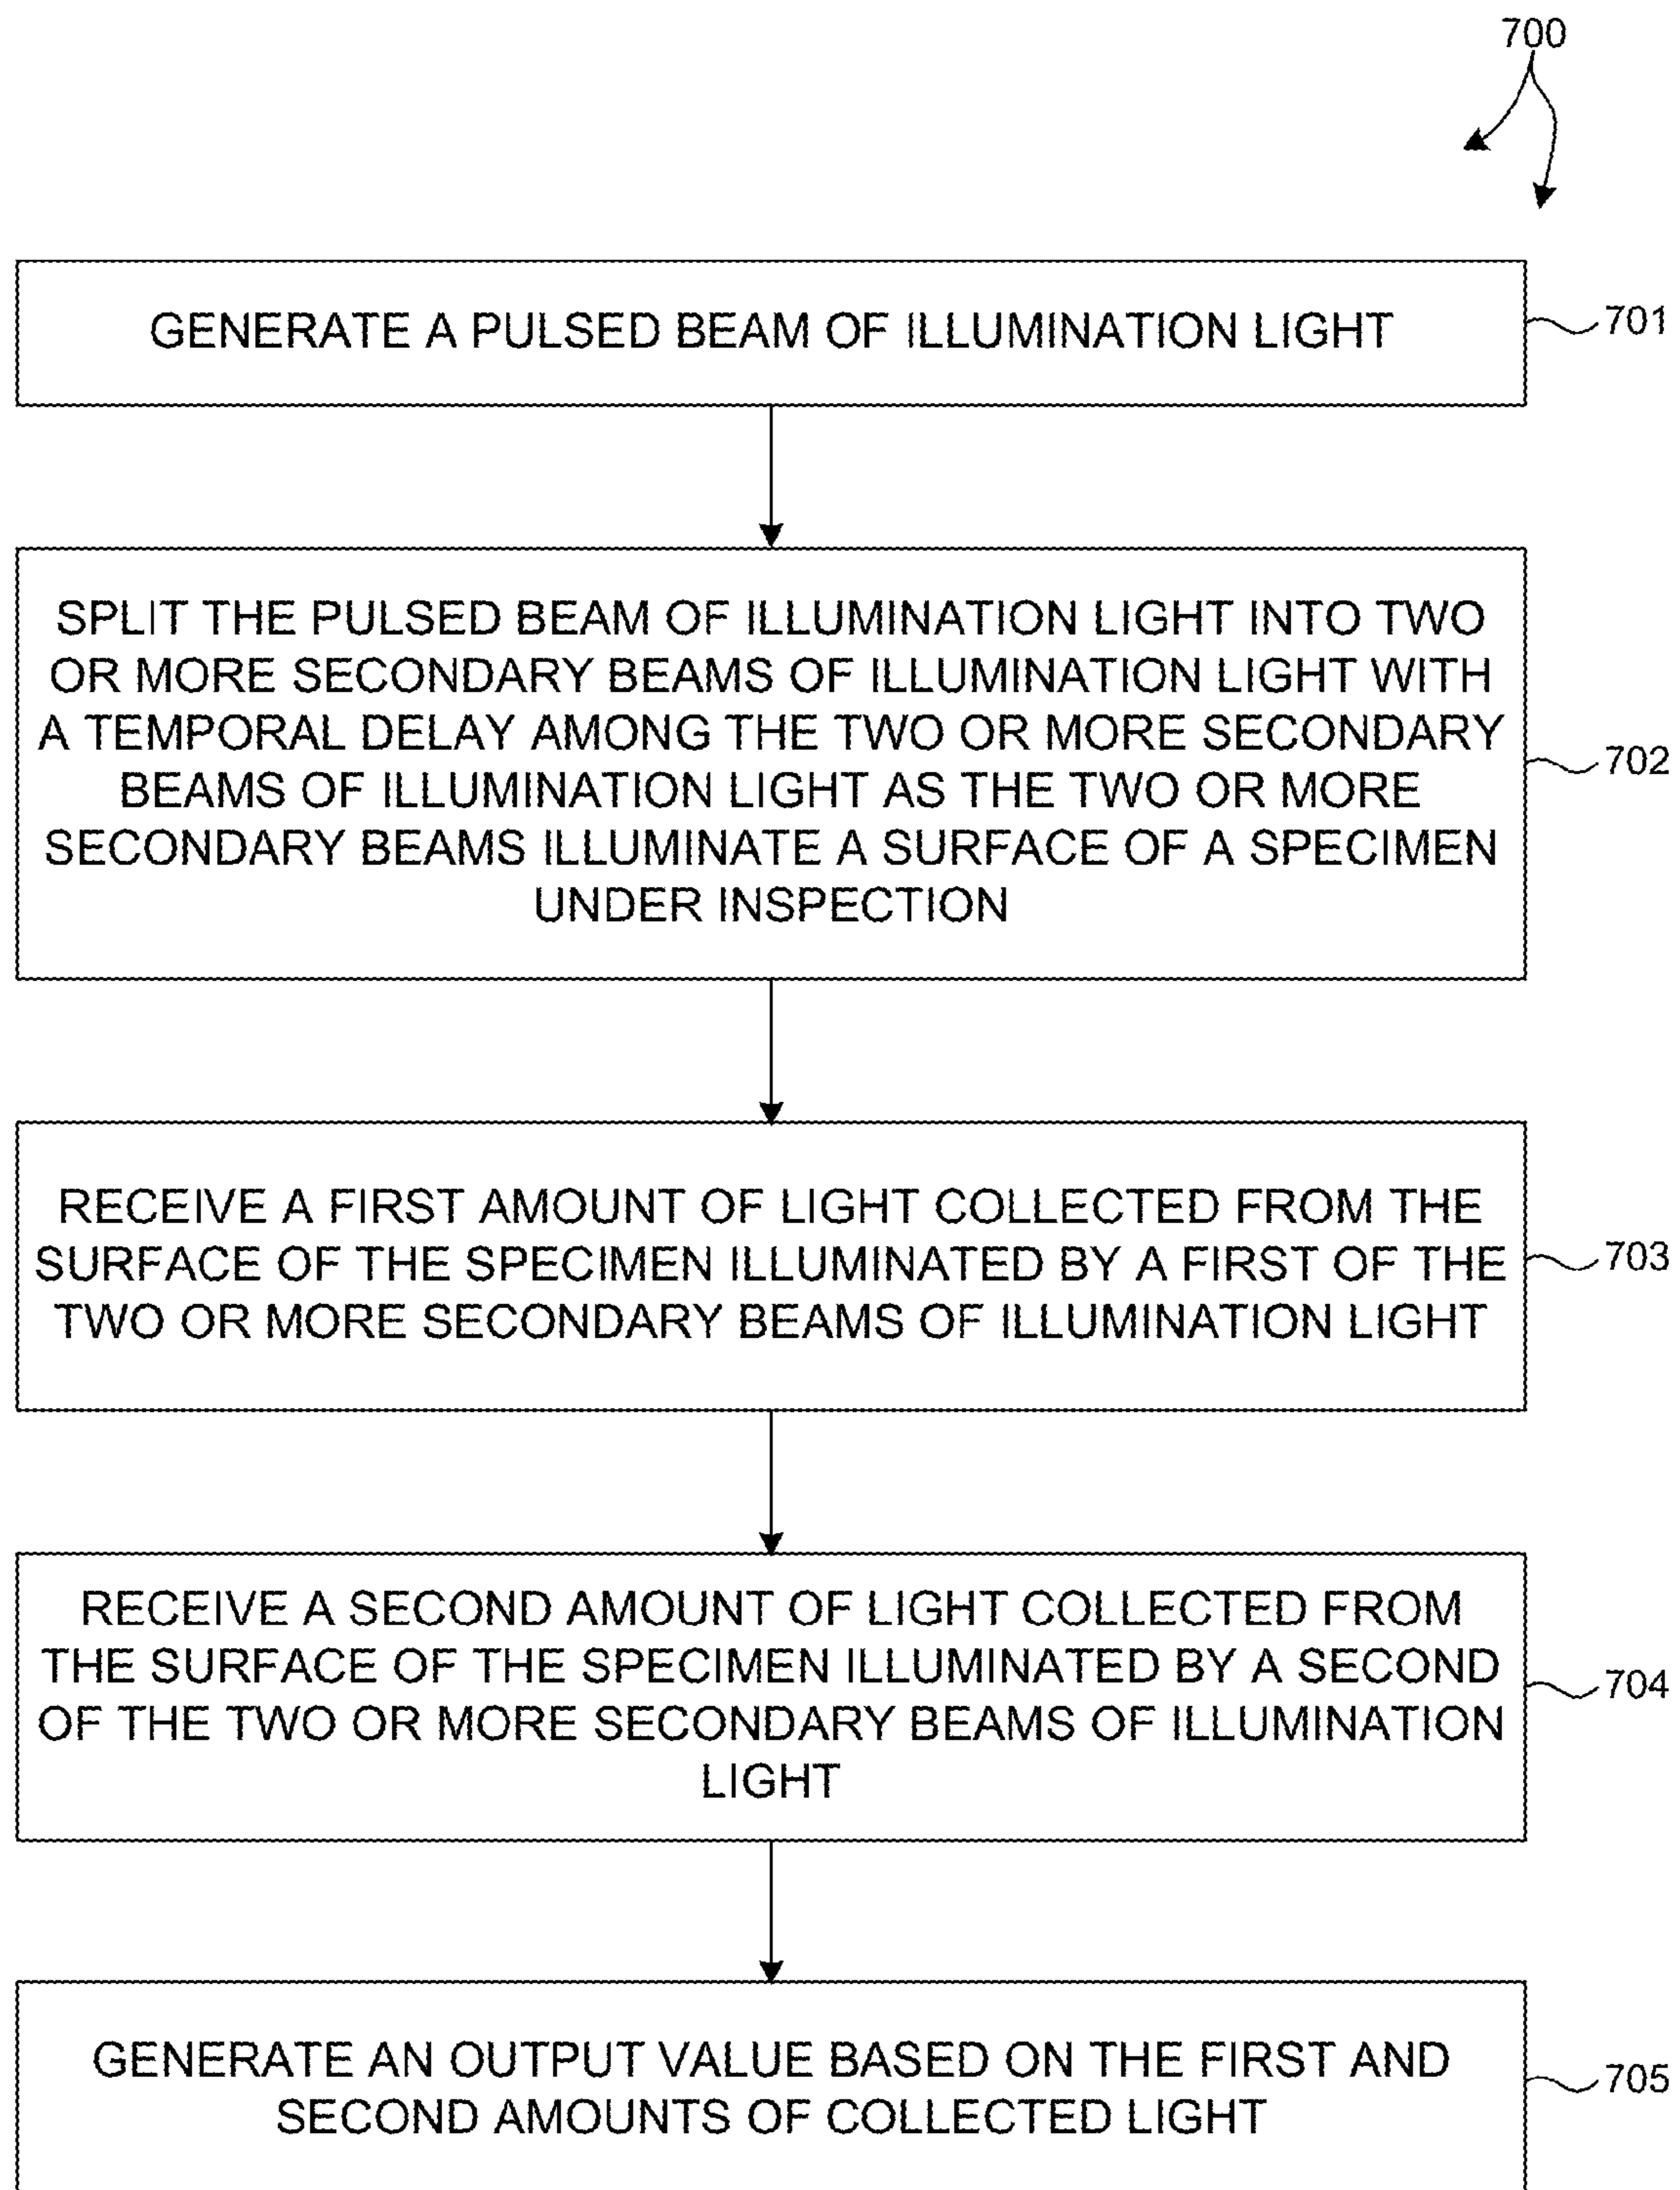 700
GENERATE A PULSED BEAM OF ILLUMINATION LIGHT
701
SPLIT THE PULSED BEAM OF ILLUMINATION LIGHT INTO TWO
OR MORE SECONDARY BEAMS OF ILLUMINATION LIGHT WITH
A TEMPORAL DELAY AMONG THE TWO OR MORE SECONDARY
BEAMS OF ILLUMINATION LIGHT AS THE TWO OR MORE
SECONDARY BEAMS ILLUMINATE A SURFACE OF A SPECIMEN
UNDER INSPECTION
702
RECEIVE A FIRST AMOUNT OF LIGHT COLLECTED FROM THE
SURFACE OF THE SPECIMEN ILLUMINATED BY A FIRST OF THE
TWO OR MORE SECONDARY BEAMS OF ILLUMINATION LIGHT
703
RECEIVE A SECOND AMOUNT OF LIGHT COLLECTED FROM
THE SURFACE OF THE SPECIMEN ILLUMINATED BY A SECOND
OF THE TWO OR MORE SECONDARY BEAMS OF ILLUMINATION
LIGHT
704
GENERATE AN OUTPUT VALUE BASED ON THE FIRST AND
SECOND AMOUNTS OF COLLECTED LIGHT
705